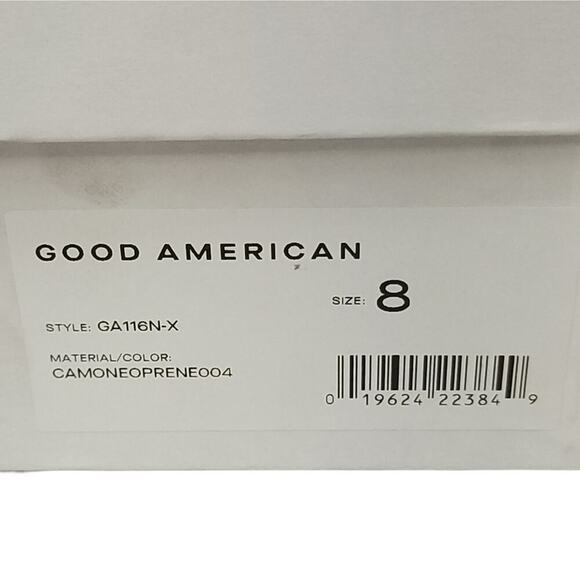 GOOD AMERICAN
SIZE: 8
STYLE: GA116N-X
MATERIAL/COLOR:
CAMONEOPRENE004
0 19624 22384 9